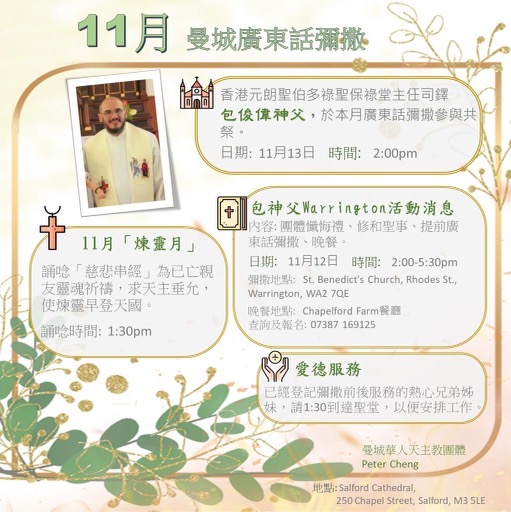 11月 曼城廣東話彌撒
香港元朗聖伯多祿聖保祿堂主任司鐸
包俊偉神父，於本月廣東話彌撒參與共
祭。
日期: 11月13日 時間: 2:00pm
包神父Warrington活動消息
內容: 團體懺悔禮、修和聖事、提前廣
東話彌撒、晚餐。
日期: 11月12日 時間: 2:00-5:30pm
彌撒地點: St. Benedict's Church, Rhodes St.,
Warrington, WA2 7QE
晚餐地點: Chapelford Farm餐廳
查詢及報名: 07387 169125
11月「煉靈月」
誦唸「慈悲串經」為已亡親
友靈魂祈禱，求天主垂允，
使煉靈早登天國。
誦唸時間: 1:30pm
愛德服務
已經登記彌撒前後服務的熱心兄弟姊
妹，請1:30到達聖堂，以便安排工作。
曼城華人天主教團體
Peter Cheng
地點: Salford Cathedral,
250 Chapel Street, Salford, M3 5LE